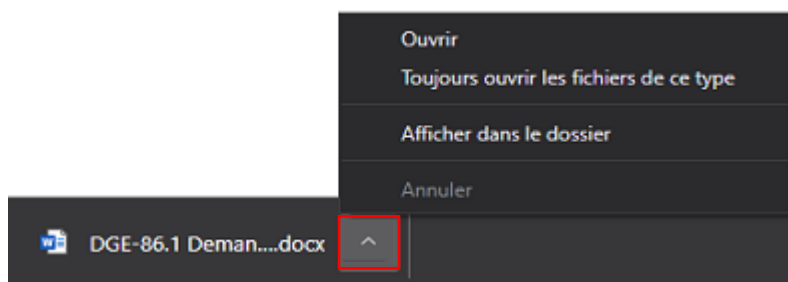 Ouvrir
Toujours ouvrir les fichiers de ce type
Afficher dans le dossier
Annuler
DGE-86.1 Deman....docx